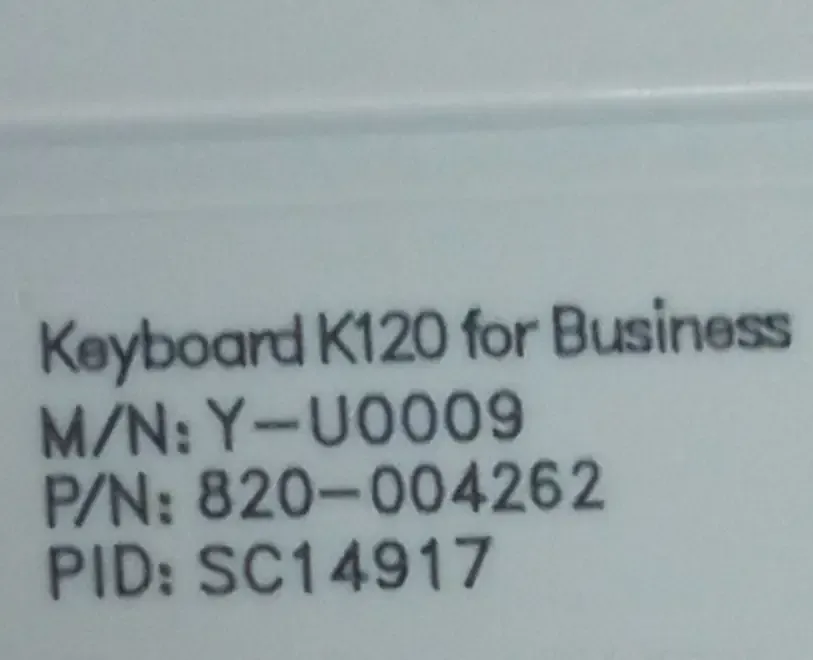 Keyboard K120 for Business
M/N: Y-U0009
P/N: 820-004262
PID: SC14917